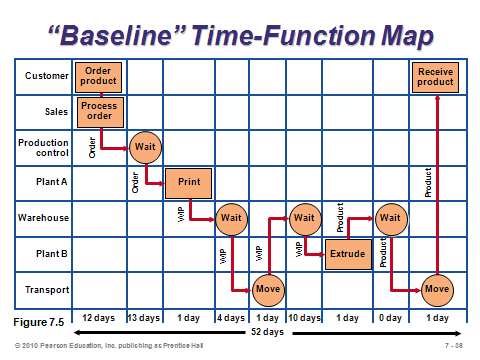 “Baseline” Time-Function Map
Customer
Order
product
Receive
product
Sales
Process
order
Production
control
Order
Wait
Plant A
Order
Print
Warehouse
WIP
Wait
WIP
Wait
Product
Wait
Product
Plant B
WIP
WIP
Extrude
Product
Transport
Move
Move
12 days
13 days
1 day
4 days
1 day
10 days
1 day
0 day
1 day
Figure 7.5
52 days
© 2010 Pearson Education, Inc. publishing as Prentice Hall
7 - 38